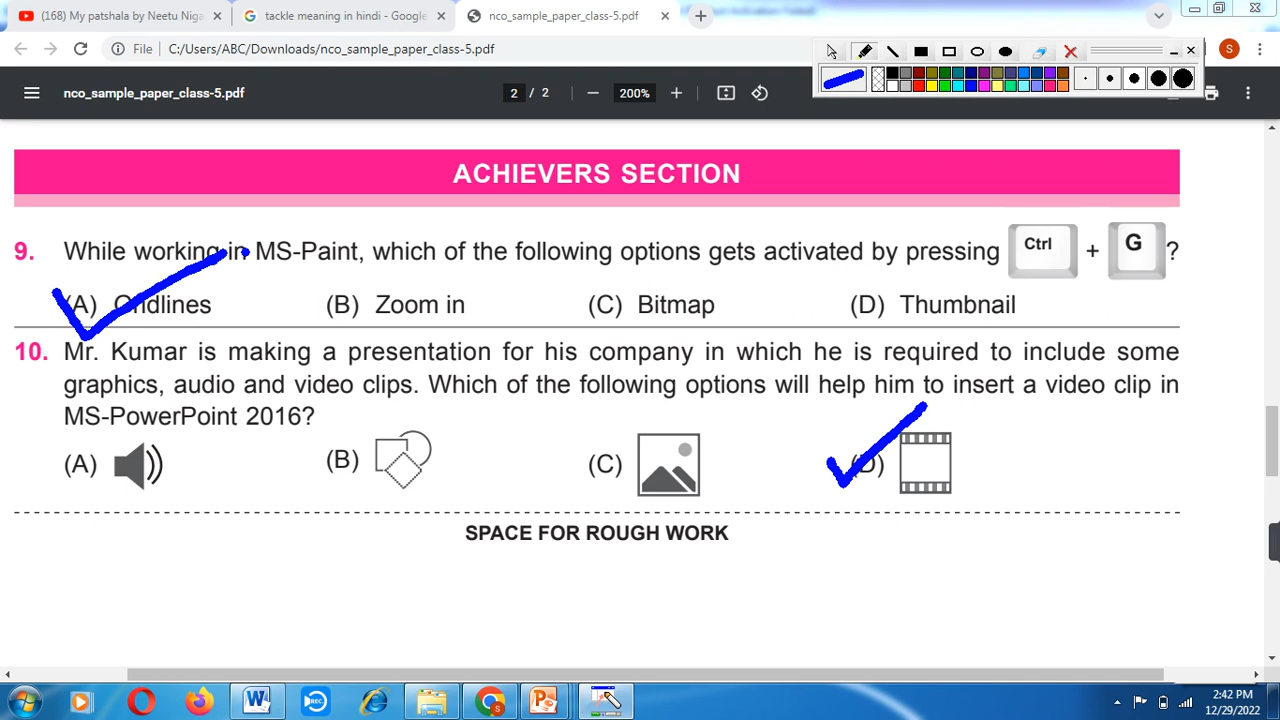 (168) My patshala by Neetu Niga
tackle meaning in hindi - Google
nco_sample_paper_class-5.pdf
File
C:/Users/ABC/Downloads/nco_sample_paper_class-5.pdf
S
nco_sample_paper_class-5.pdf
2 / 2
200%
ACHIEVERS SECTION
9. While working in MS-Paint, which of the following options gets activated by pressing Ctrl + G ?
(A) Gridlines (B) Zoom in (C) Bitmap (D) Thumbnail
10. Mr. Kumar is making a presentation for his company in which he is required to include some
graphics, audio and video clips. Which of the following options will help him to insert a video clip in
MS-PowerPoint 2016?
(A) (B) (C) (D)
SPACE FOR ROUGH WORK
REC
2:42 PM
12/29/2022